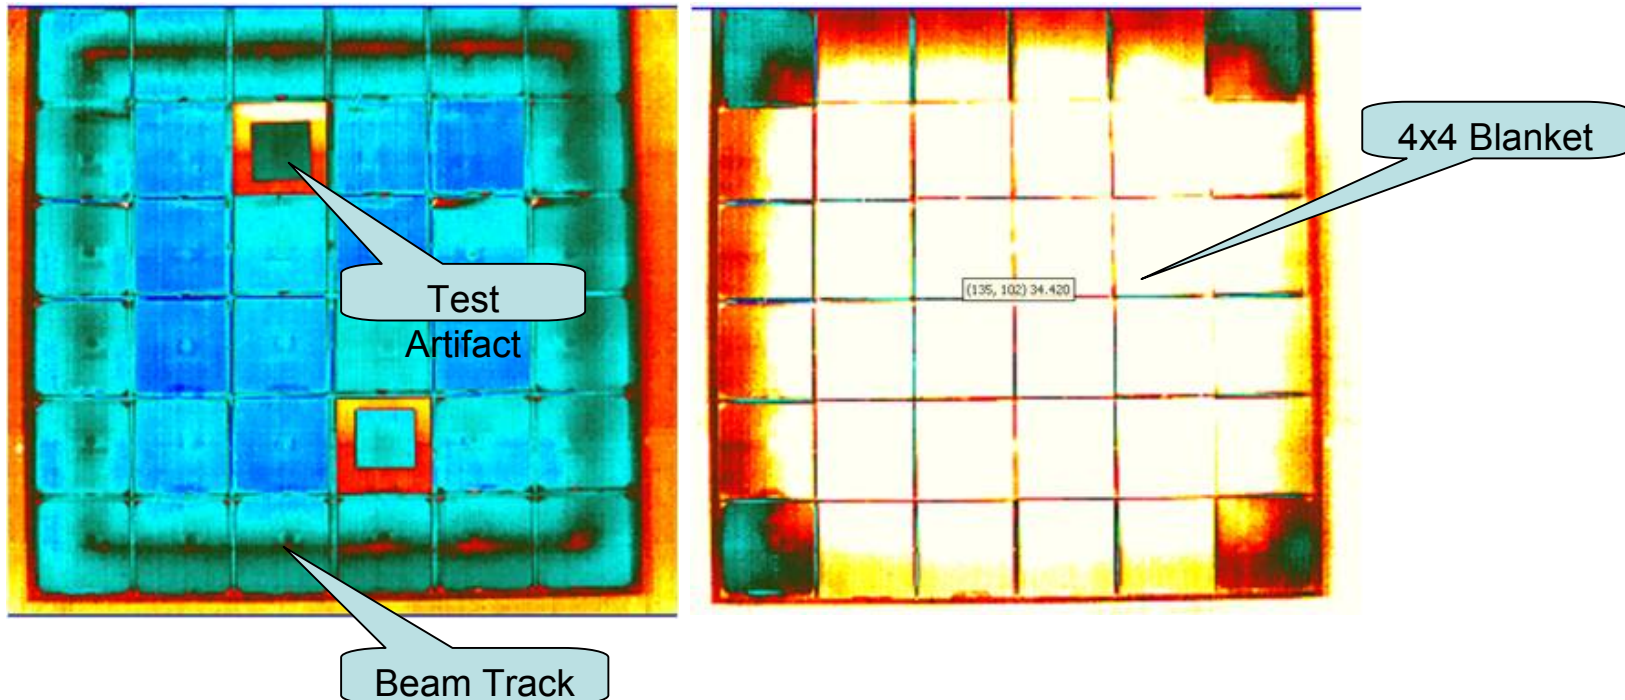 4x4 Blanket
Test
Artifact
(135, 102) 34.420
Beam Track